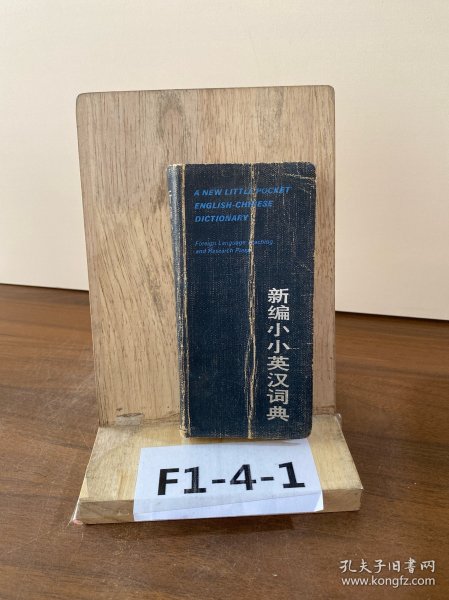 A NEW LITTLE POCKET
ENGLISH-CHINESE
DICTIONARY
Foreign Language Teaching
and Research Press
新编小小英汉词典
F1-4-1
孔夫子旧书网
www.kongfz.com